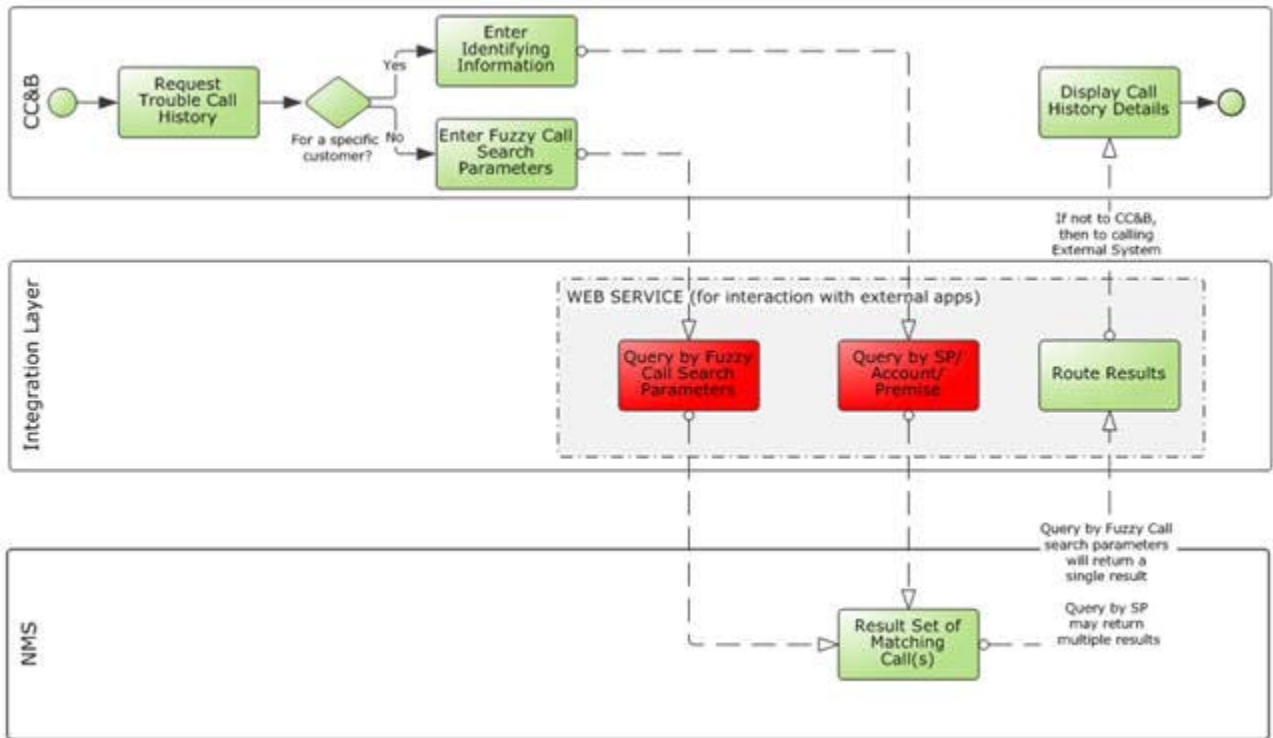 CC&B
Request
Trouble Call
History
For a specific
customer?
Yes
No
Enter
Identifying
Information
Enter Fuzzy Call
Search
Parameters
Display Call
History Details
If not to CC&B,
then to calling
External System
Integration Layer
WEB SERVICE (for interaction with external apps)
Query by Fuzzy
Call Search
Parameters
Query by SP/
Account/
Premise
Route Results
Query by Fuzzy Call
search parameters
will return a
single result
Query by SP
may return
multiple results
NMS
Result Set of
Matching
Call(s)